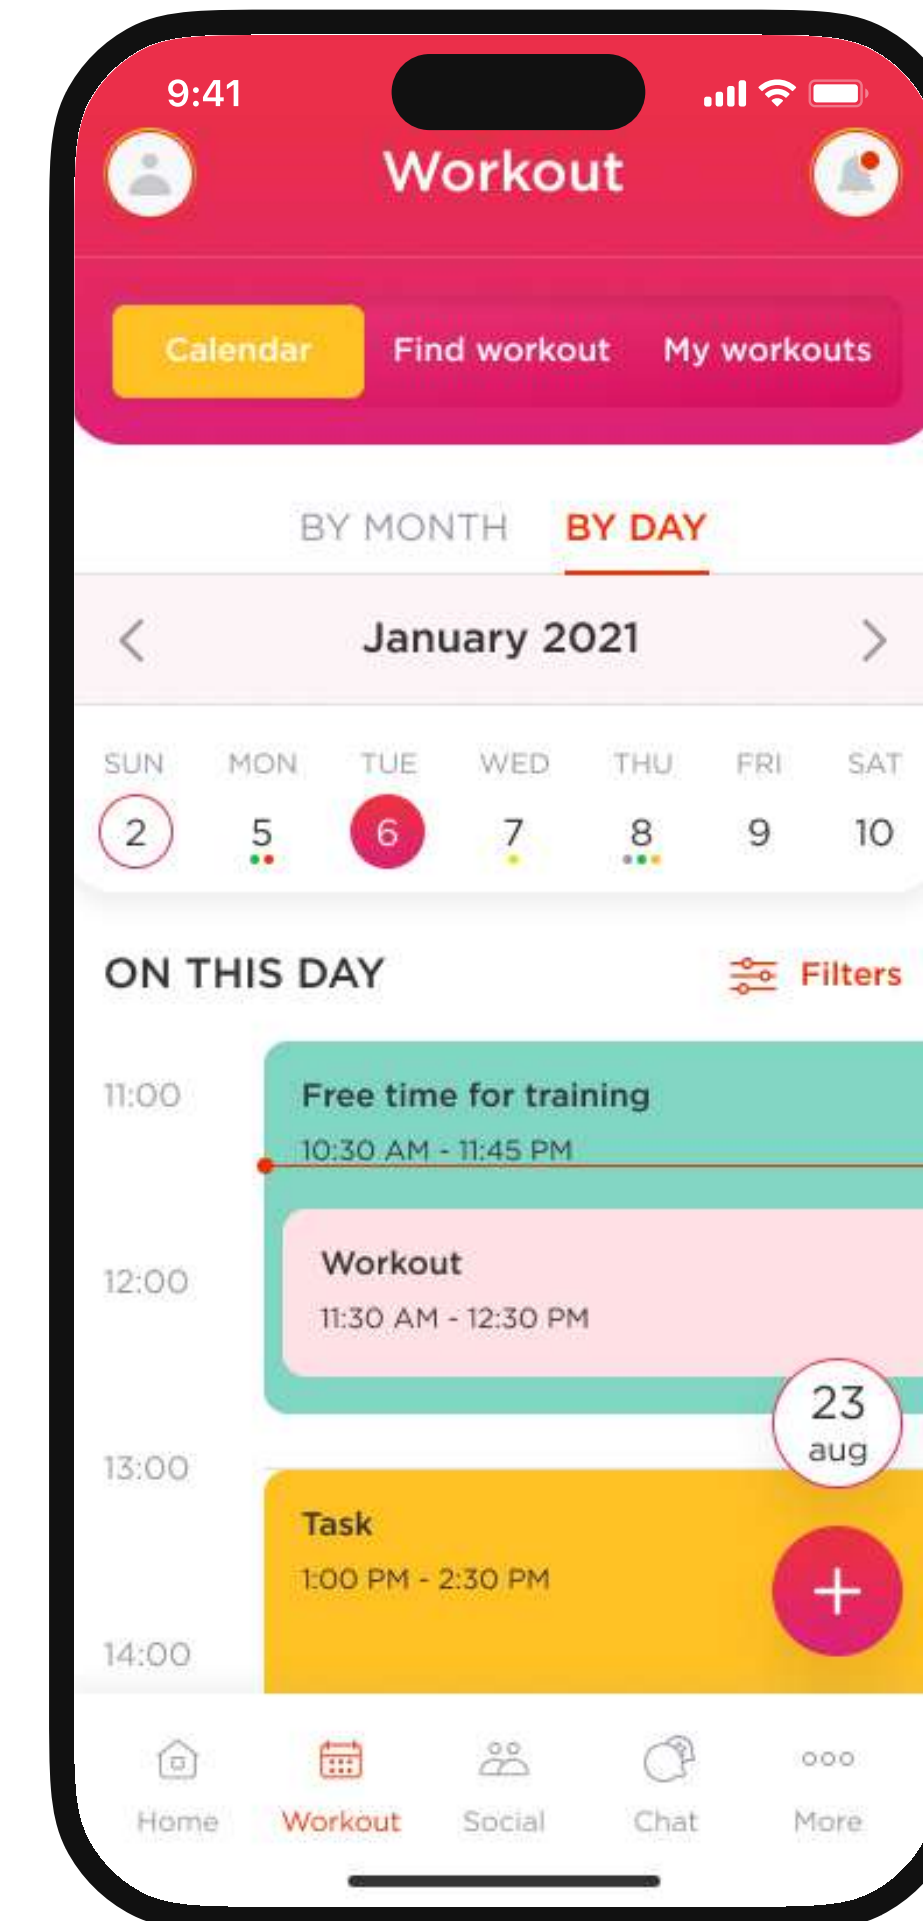 9:41
Workout
Calendar Find workout My workouts
BY MONTH BY DAY
January 2021
SUN MON TUE WED THU FRI SAT
2 5 6 7 8 9 10
ON THIS DAY Filters
11:00 Free time for training
10:30 AM - 11:45 PM
Workout
12:00
11:30 AM - 12:30 PM
23
aug
13:00
Task
1:00 PM - 2:30 PM
14:00
Home Workout Social Chat More